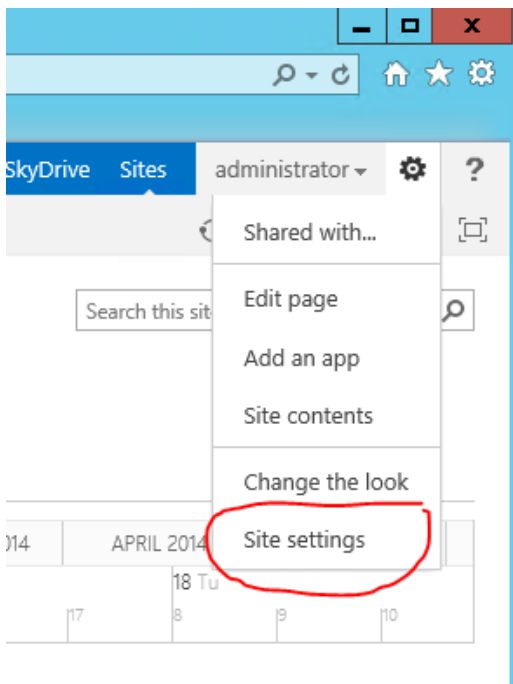 SkyDrive Sites administrator ?
Shared with...
Search this sit
Edit page
Add an app
Site contents
Change the look
Site settings
014 APRIL 2014
18 Tu
17 8 9 10